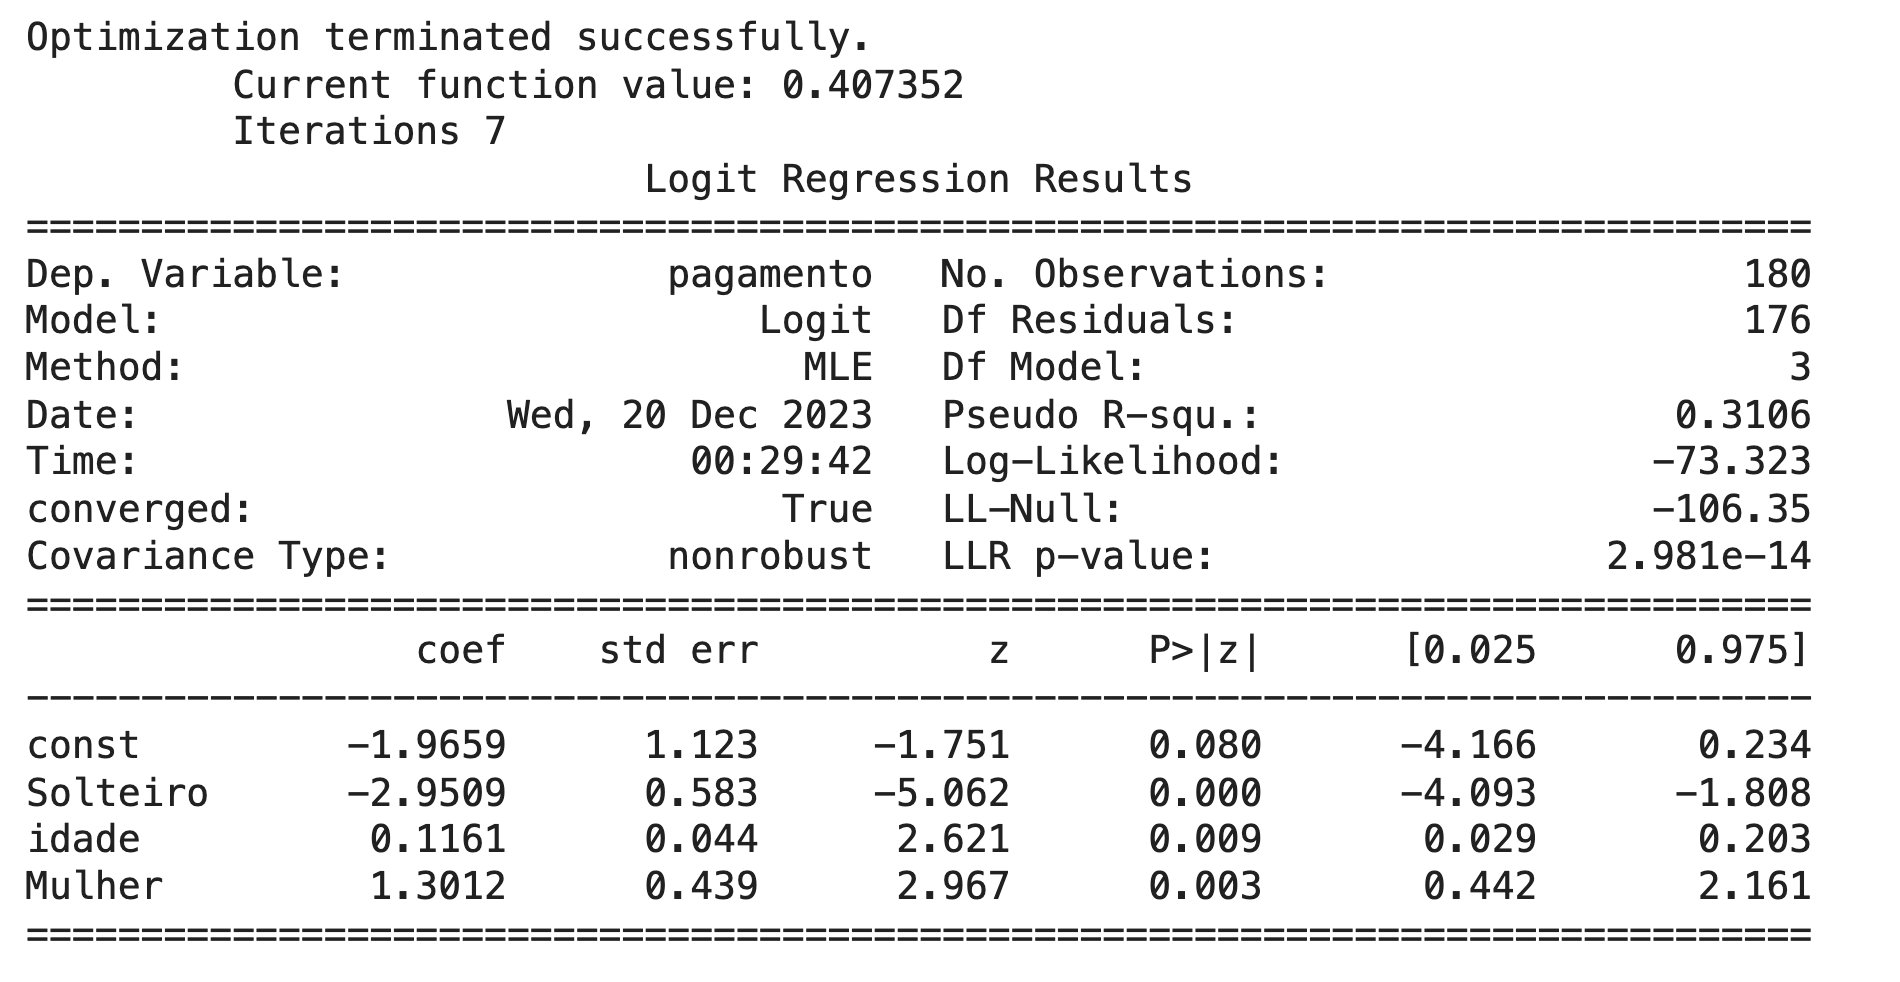 Optimization terminated successfully.
         Current function value: 0.407352
         Iterations 7
                           Logit Regression Results
==============================================================================
Dep. Variable:              pagamento   No. Observations:                  180
Model:                          Logit   Df Residuals:                      176
Method:                           MLE   Df Model:                            3
Date:                Wed, 20 Dec 2023   Pseudo R-squ.:                  0.3106
Time:                        00:29:42   Log-Likelihood:                -73.323
converged:                       True   LL-Null:                       -106.35
Covariance Type:            nonrobust   LLR p-value:                 2.981e-14
==============================================================================
                 coef    std err          z      P>|z|      [0.025      0.975]
------------------------------------------------------------------------------
const         -1.9659      1.123     -1.751      0.080      -4.166       0.234
Solteiro      -2.9509      0.583     -5.062      0.000      -4.093      -1.808
idade          0.1161      0.044      2.621      0.009       0.029       0.203
Mulher         1.3012      0.439      2.967      0.003       0.442       2.161
==============================================================================